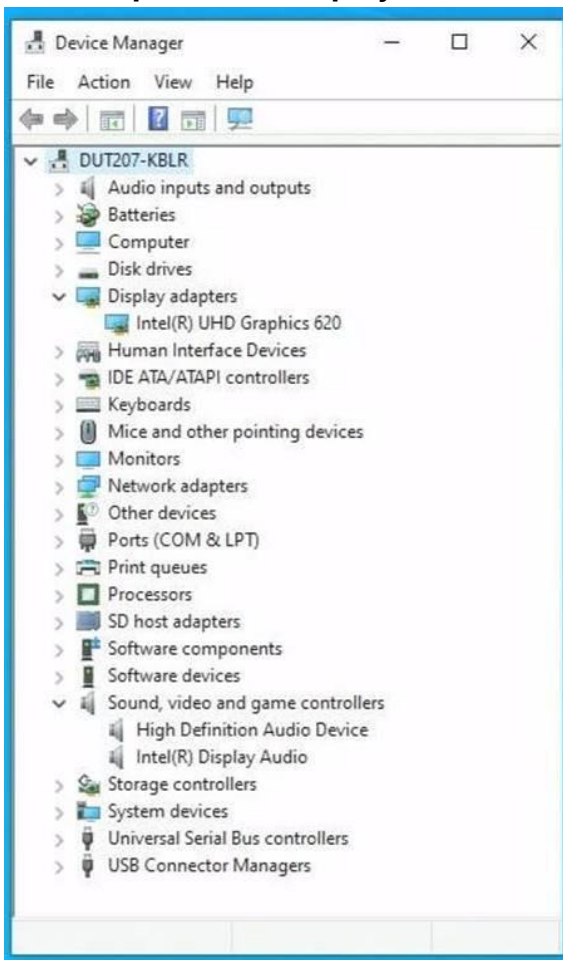 Device Manager
File Action View Help
DUT207-KBLR
Audio inputs and outputs
Batteries
Computer
Disk drives
Display adapters
Intel(R) UHD Graphics 620
Human Interface Devices
IDE ATA/ATAPI controllers
Keyboards
Mice and other pointing devices
Monitors
Network adapters
Other devices
Ports (COM & LPT)
Print queues
Processors
SD host adapters
Software components
Software devices
Sound, video and game controllers
High Definition Audio Device
Intel(R) Display Audio
Storage controllers
System devices
Universal Serial Bus controllers
USB Connector Managers